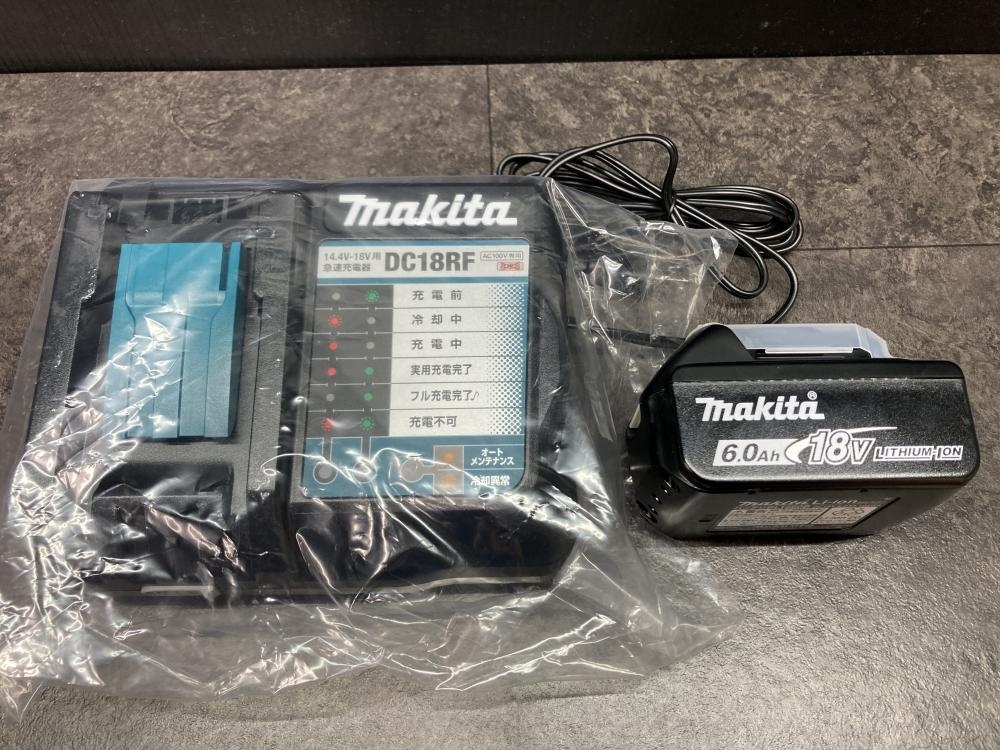 makita
14.4V-18V用
急速充電器 DC18RF
AC100V専用
充電前
冷却中
充電中
実用充電完了
フル充電完了♪
充電不可
オート
メンテナンス
冷却異常
makita®
6.0Ah 18V LITHIUM-ION
Li-ion